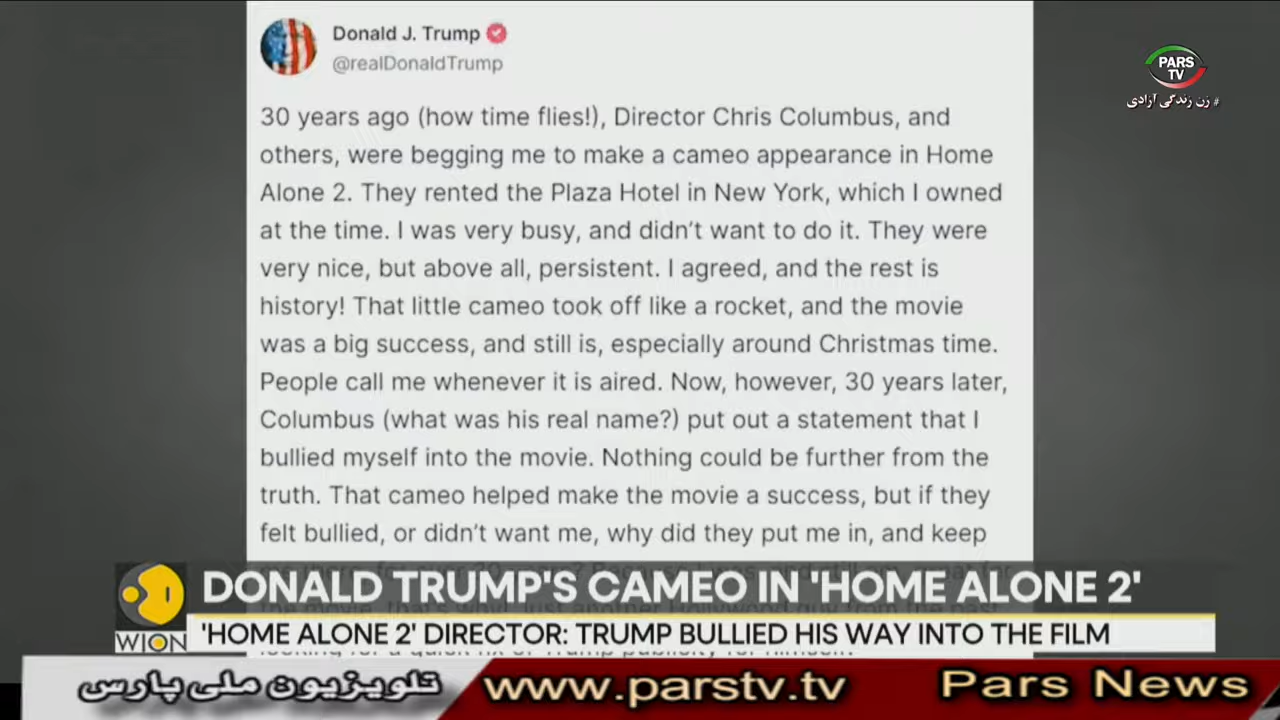 Donald J. Trump
@realDonaldTrump
PARS
TV
# زن زندگی آزادی
30 years ago (how time flies!), Director Chris Columbus, and
others, were begging me to make a cameo appearance in Home
Alone 2. They rented the Plaza Hotel in New York, which I owned
at the time. I was very busy, and didn't want to do it. They were
very nice, but above all, persistent. I agreed, and the rest is
history! That little cameo took off like a rocket, and the movie
was a big success, and still is, especially around Christmas time.
People call me whenever it is aired. Now, however, 30 years later,
Columbus (what was his real name?) put out a statement that I
bullied myself into the movie. Nothing could be further from the
truth. That cameo helped make the movie a success, but if they
felt bullied, or didn't want me, why did they put me in, and keep
DONALD TRUMP'S CAMEO IN 'HOME ALONE 2'
WION
'HOME ALONE 2' DIRECTOR: TRUMP BULLIED HIS WAY INTO THE FILM
تلویزیون ملی پارس
www.parstv.tv
Pars News